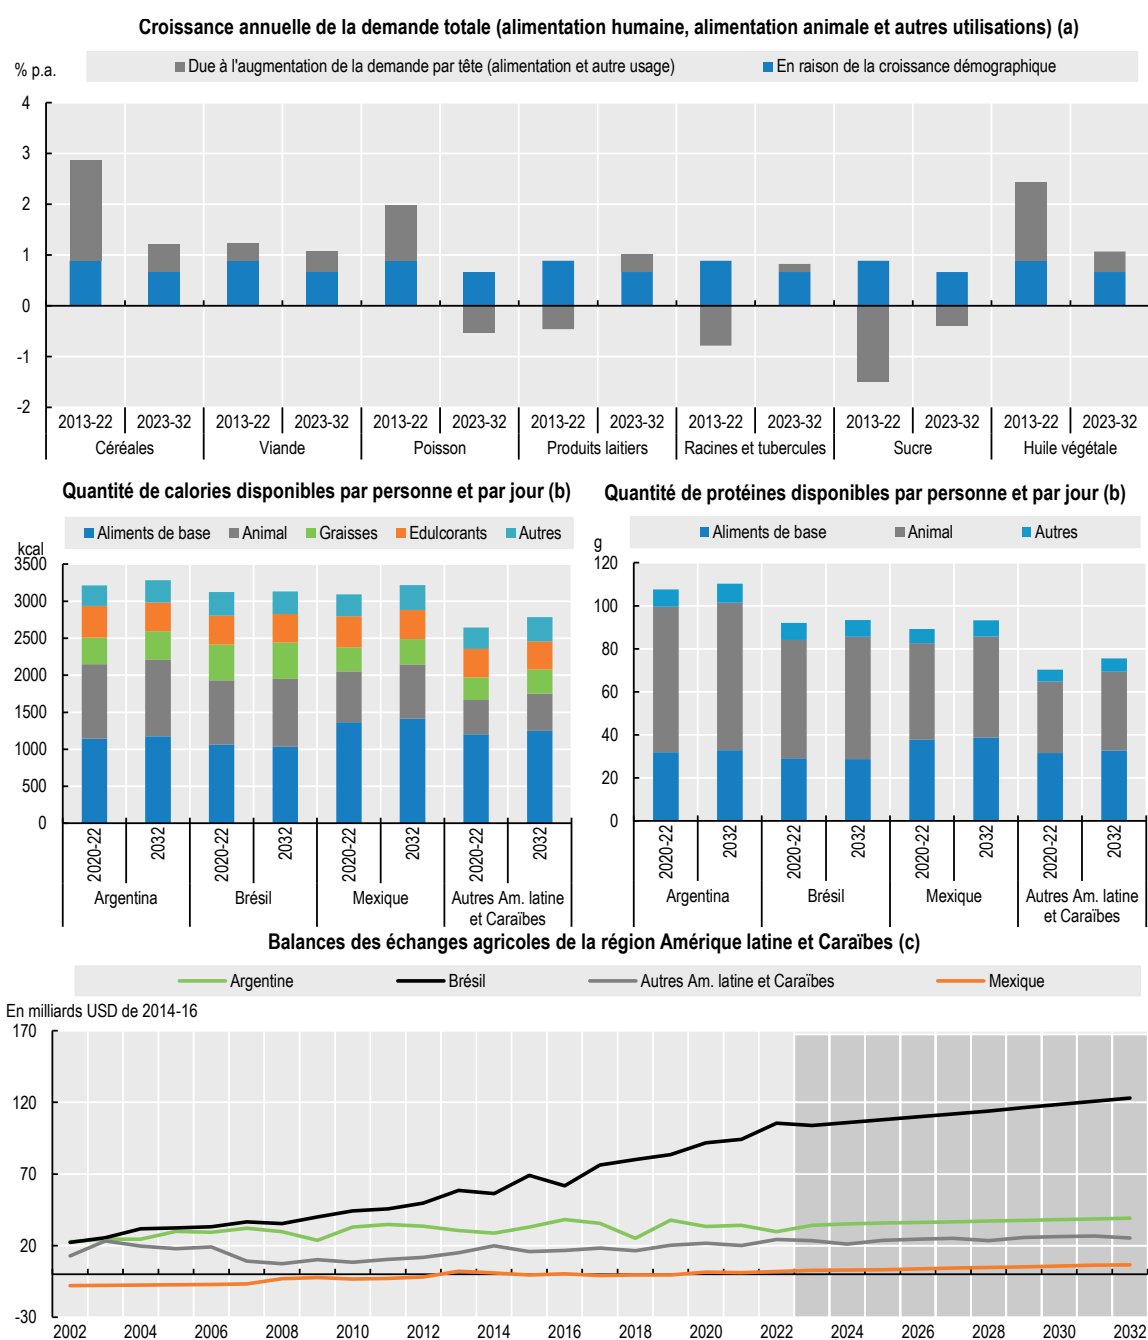 Croissance annuelle de la demande totale (alimentation humaine, alimentation animale et autres utilisations) (a)
% p.a.
Due à l'augmentation de la demande par tête (alimentation et autre usage)
En raison de la croissance démographique
4
3
2
1
0
-1
-2
2013-22 2023-32 2013-22 2023-32 2013-22 2023-32 2013-22 2023-32 2013-22 2023-32 2013-22 2023-32 2013-22 2023-32
Céréales Viande Poisson Produits laitiers Racines et tubercules Sucre Huile végétale
Quantité de calories disponibles par personne et par jour (b)
Aliments de base Animal Graisses Edulcorants Autres
kcal
3500
3000
2500
2000
1500
1000
500
0
2020-22 2032 2020-22 2032 2020-22 2032 2020-22 2032
Argentina Brésil Mexique Autres Am. latine
et Caraïbes
Quantité de protéines disponibles par personne et par jour (b)
Aliments de base Animal Autres
g
120
100
80
60
40
20
0
2020-22 2032 2020-22 2032 2020-22 2032 2020-22 2032
Argentina Brésil Mexique Autres Am. latine
et Caraïbes
Balances des échanges agricoles de la région Amérique latine et Caraïbes (c)
Argentine Brésil Autres Am. latine et Caraïbes Mexique
En milliards USD de 2014-16
170
120
70
20
-30
2002 2004 2006 2008 2010 2012 2014 2016 2018 2020 2022 2024 2026 2028 2030 2032